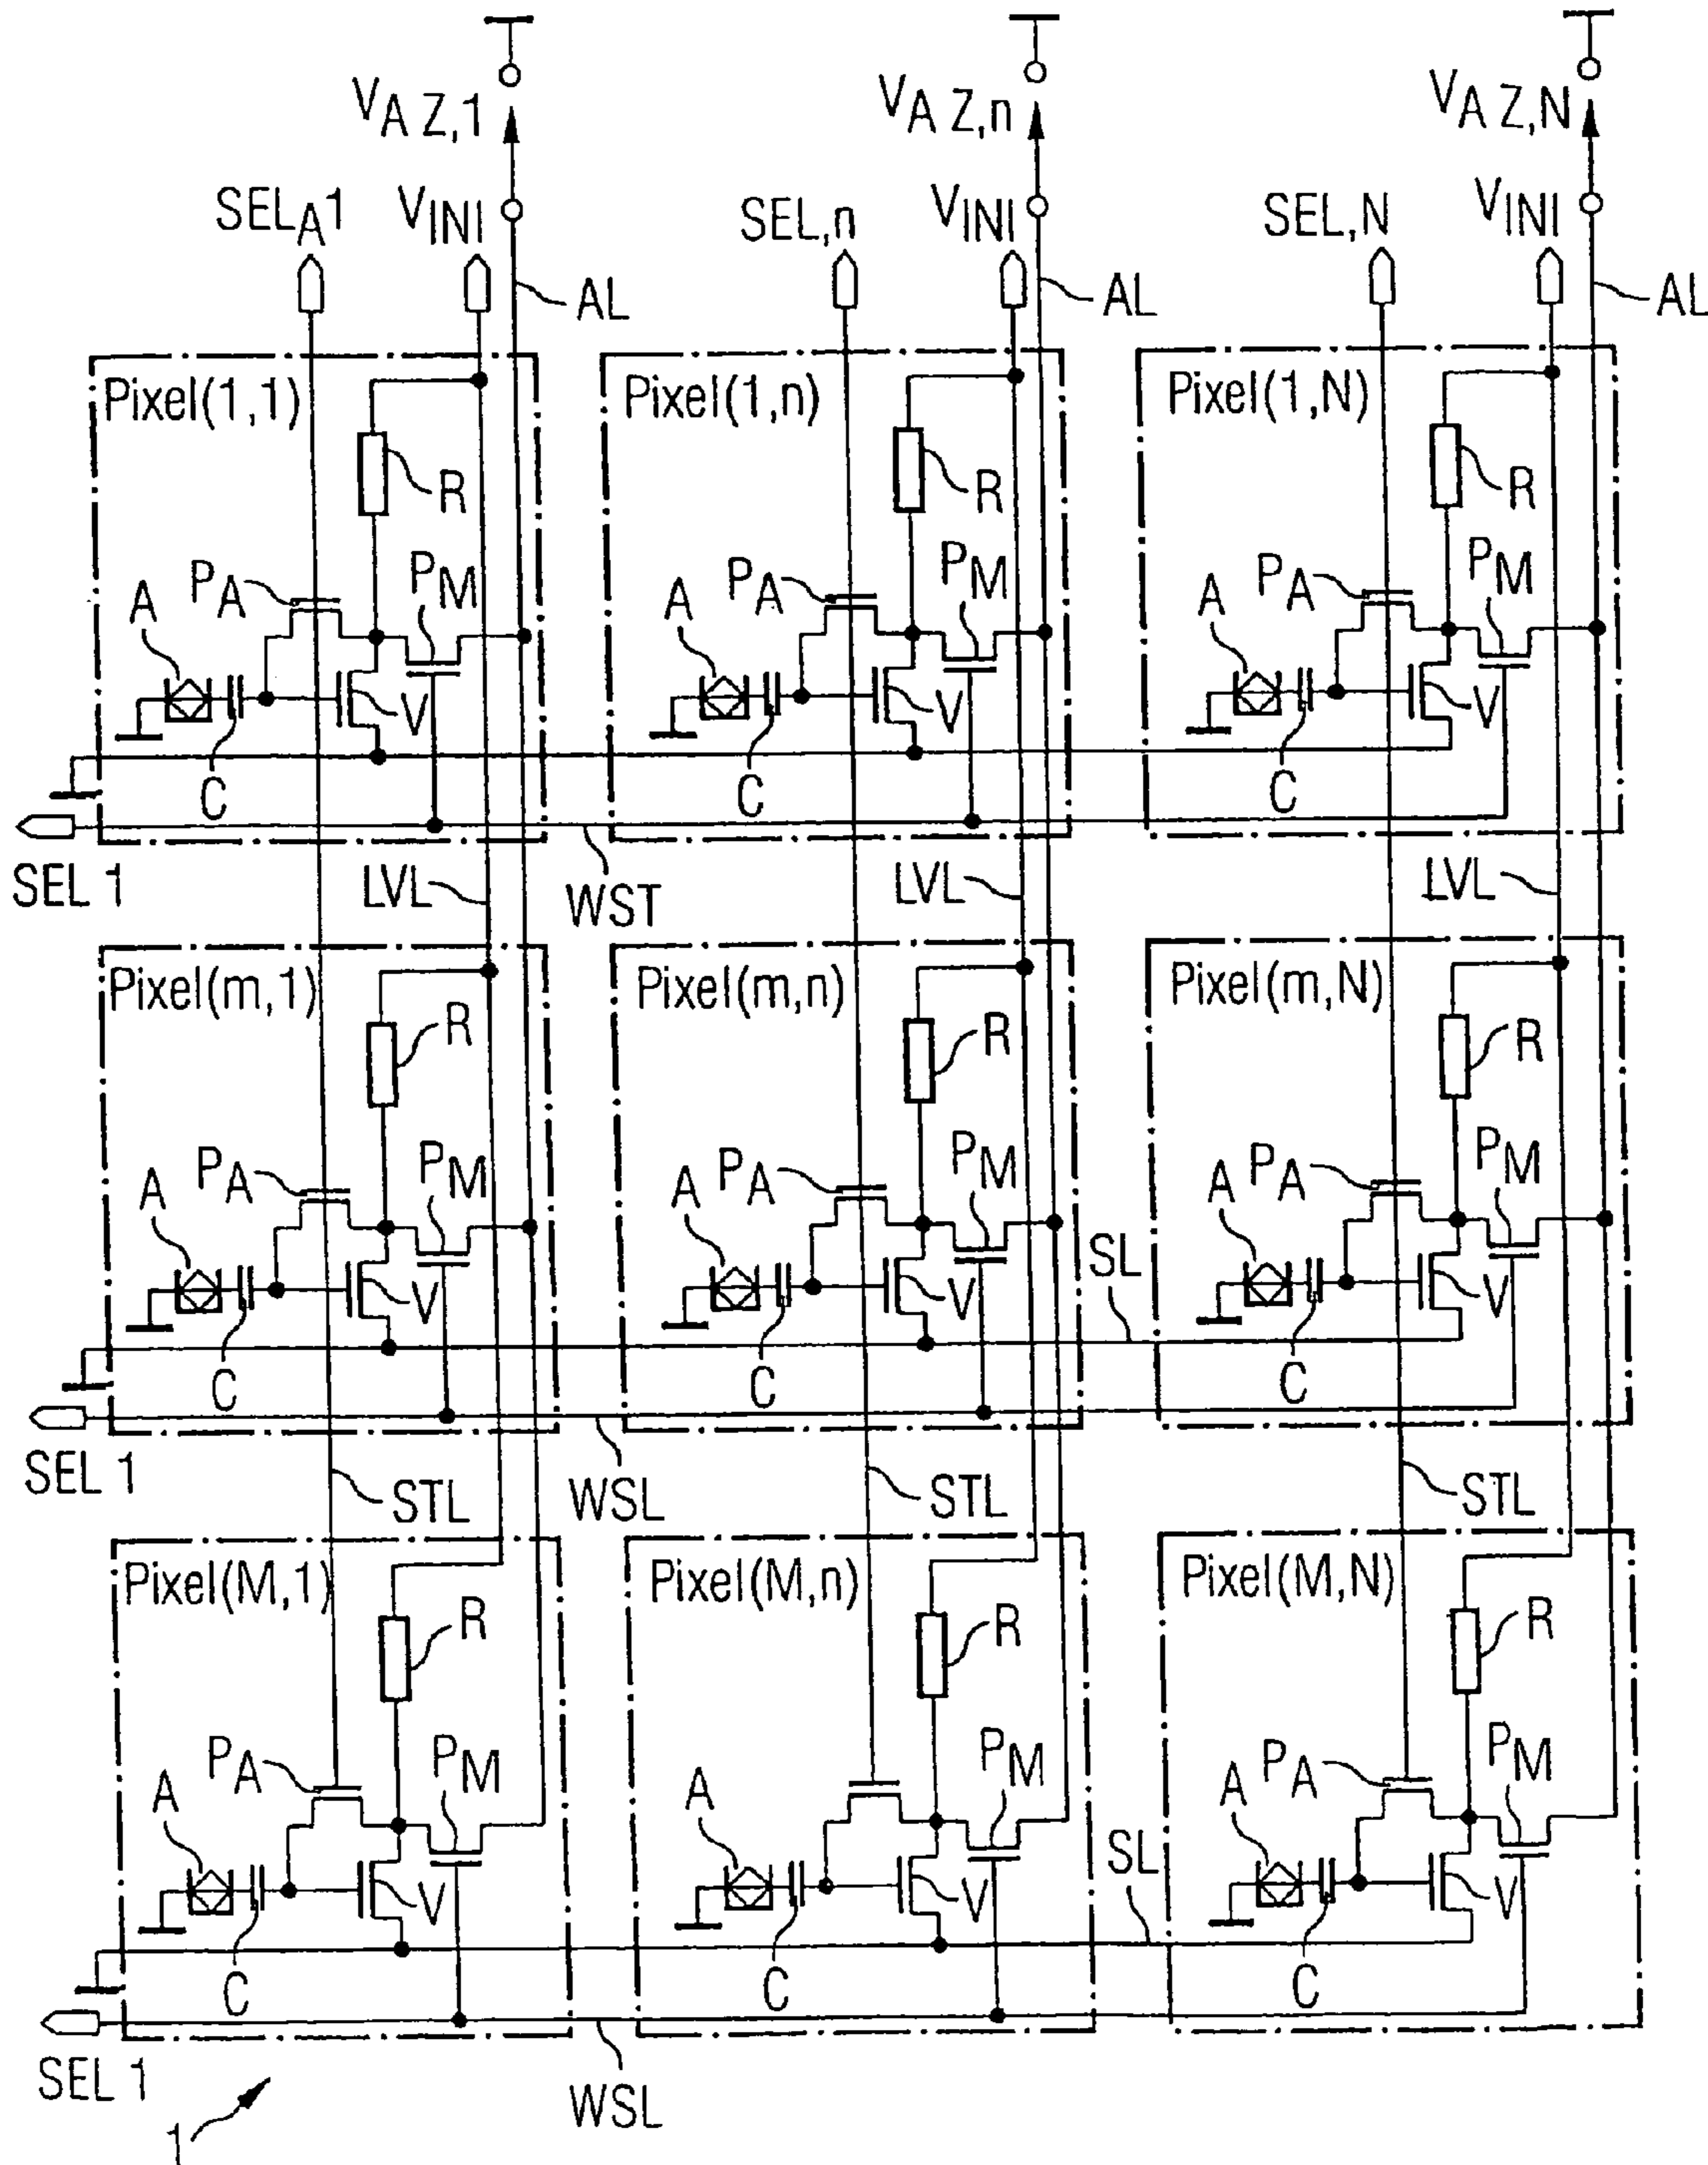 VAZ,1 VAZ,n VAZ,N
SELA1 VINI SEL,n VINI SEL,N VINI
AL AL AL
Pixel(1,1) Pixel(1,n) Pixel(1,N)
R R R
A PA PM A PA PM A PA PM
V V V
C C C
SEL 1 LVL WST LVL LVL
Pixel(m,1) Pixel(m,n) Pixel(m,N)
R R R
A PA PM A PA PM A PA PM
SL
V V V
C C C
SEL 1 STL WSL STL STL
Pixel(M,1) Pixel(M,n) Pixel(M,N)
R R R
A PA PM A PM A PA PM
SL
V V V
C C C
SEL 1 WSL
1